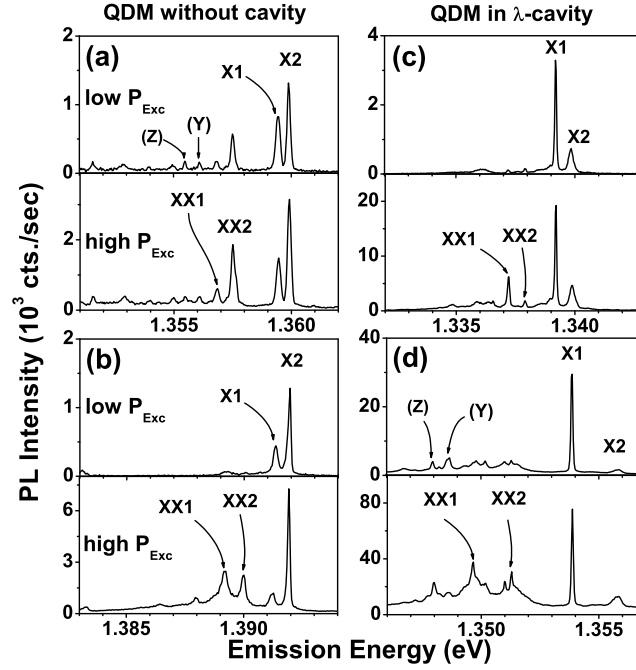 QDM without cavity
QDM in λ-cavity
PL Intensity (10³ cts./sec)
(a)
low P_Exc
2
1
0
(Z)
(Y)
X1
X2
high P_Exc
2
0
XX1
XX2
1.355
1.360
(b)
low P_Exc
2
1
0
X1
X2
high P_Exc
6
3
0
XX1
XX2
1.385
1.390
(c)
4
2
0
X1
X2
20
10
0
XX1
XX2
1.335
1.340
(d)
40
20
0
(Z)
(Y)
X1
X2
80
40
0
XX1
XX2
1.350
1.355
Emission Energy (eV)